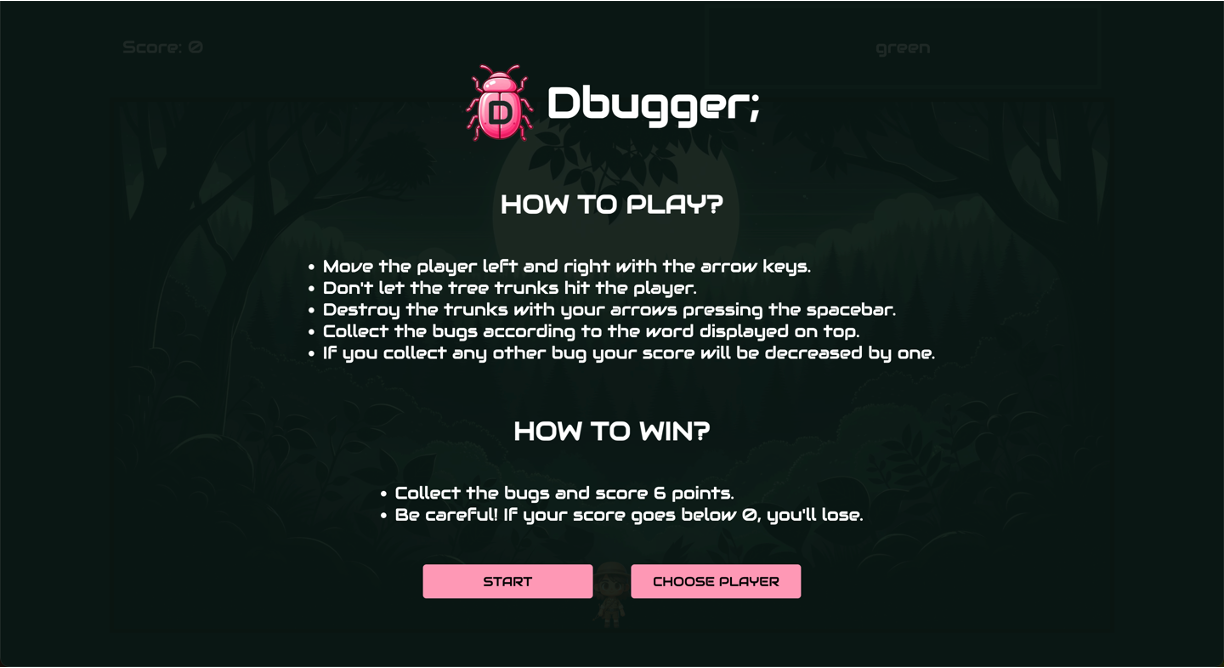 Score: 0
green
D
Dbugger;
HOW TO PLAY?
• Move the player left and right with the arrow keys.
• Don't let the tree trunks hit the player.
• Destroy the trunks with your arrows pressing the spacebar.
• Collect the bugs according to the word displayed on top.
• If you collect any other bug your score will be decreased by one.
HOW TO WIN?
• Collect the bugs and score 6 points.
• Be careful! If your score goes below 0, you'll lose.
START
CHOOSE PLAYER